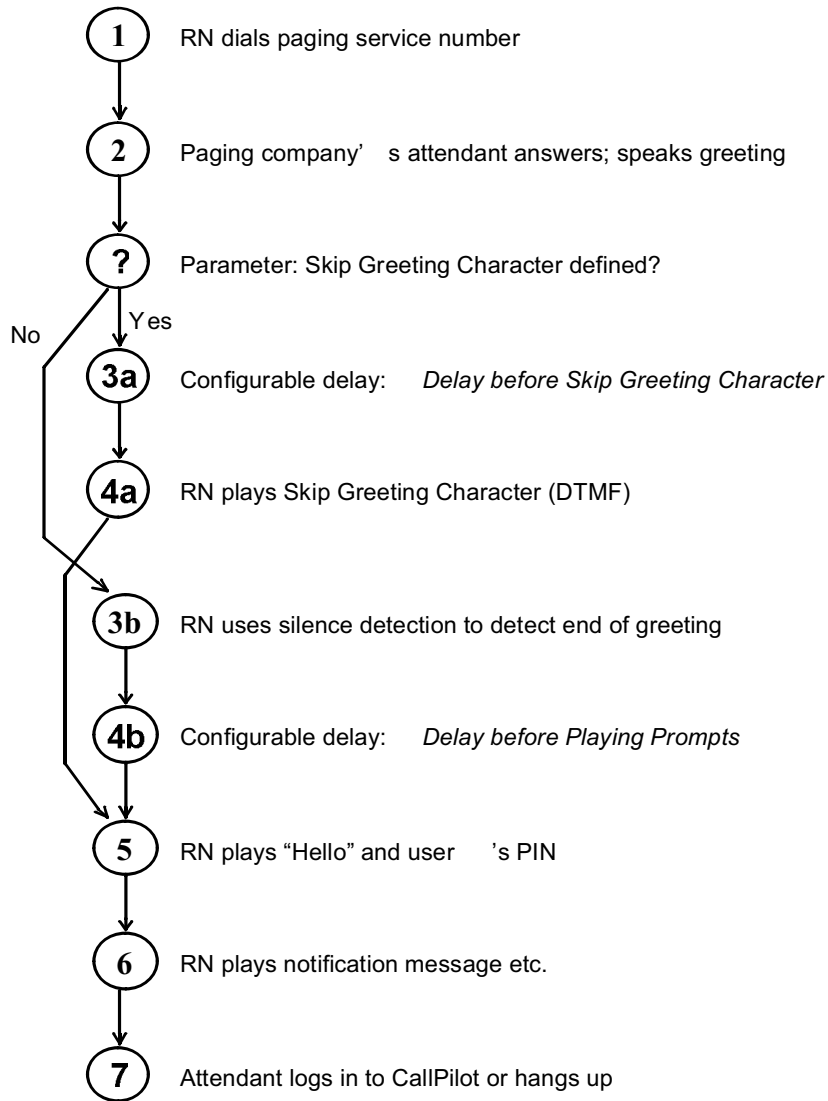 1 RN dials paging service number
2 Paging company’ s attendant answers; speaks greeting
? Parameter: Skip Greeting Character defined?
No Yes
3a Configurable delay: Delay before Skip Greeting Character
4a RN plays Skip Greeting Character (DTMF)
3b RN uses silence detection to detect end of greeting
4b Configurable delay: Delay before Playing Prompts
5 RN plays “Hello” and user ’s PIN
6 RN plays notification message etc.
7 Attendant logs in to CallPilot or hangs up